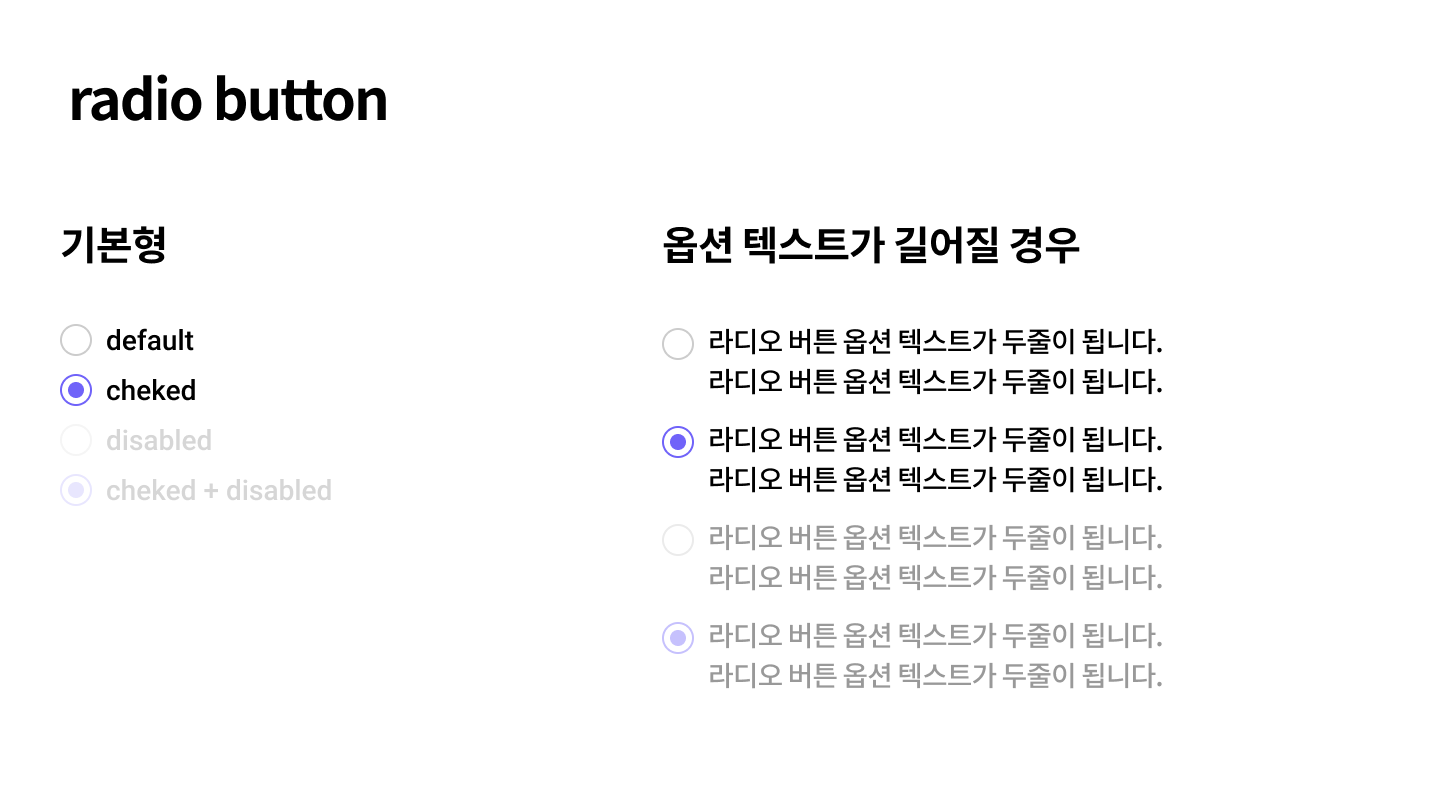 radio button
기본형
default
cheked
disabled
cheked + disabled
옵션 텍스트가 길어질 경우
라디오 버튼 옵션 텍스트가 두줄이 됩니다.
라디오 버튼 옵션 텍스트가 두줄이 됩니다.
라디오 버튼 옵션 텍스트가 두줄이 됩니다.
라디오 버튼 옵션 텍스트가 두줄이 됩니다.
라디오 버튼 옵션 텍스트가 두줄이 됩니다.
라디오 버튼 옵션 텍스트가 두줄이 됩니다.
라디오 버튼 옵션 텍스트가 두줄이 됩니다.
라디오 버튼 옵션 텍스트가 두줄이 됩니다.